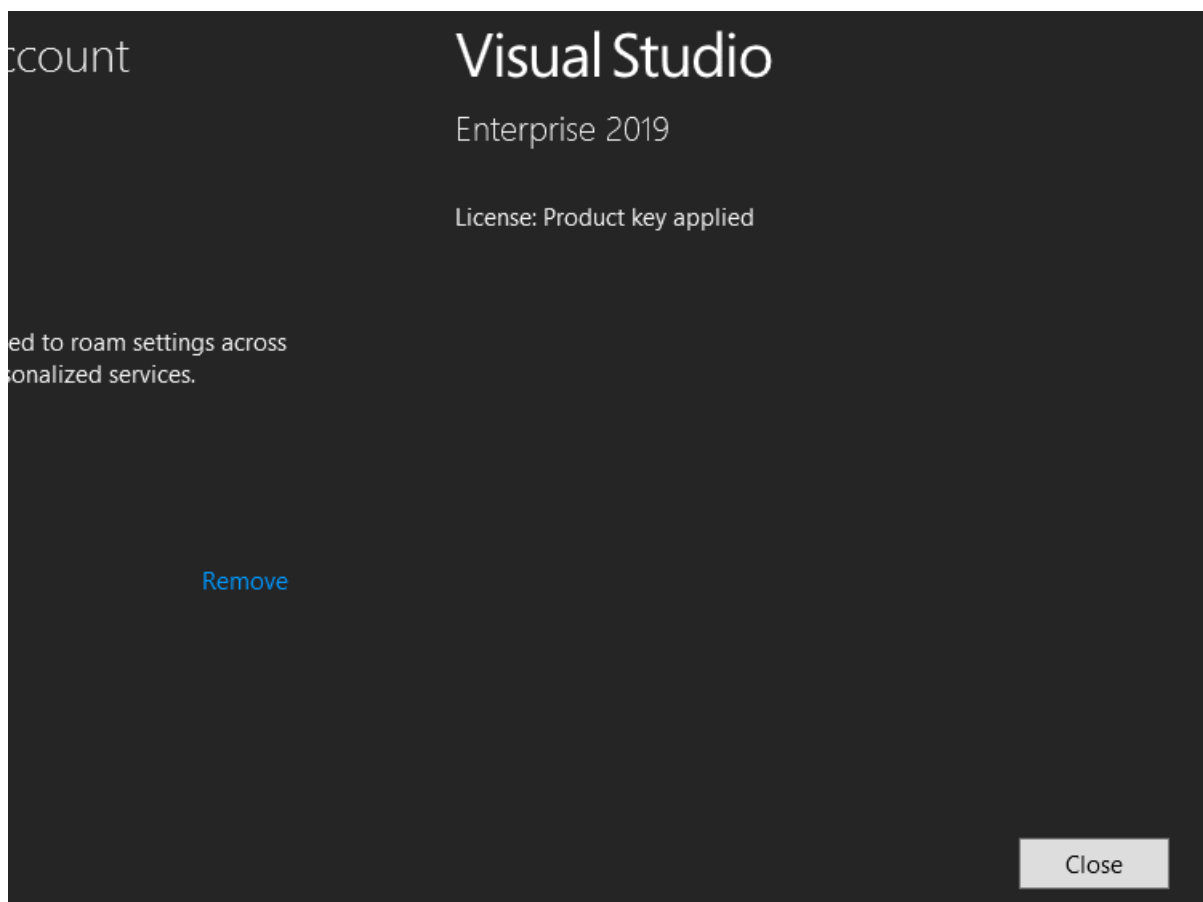 ccount
ed to roam settings across
sonalized services.
Remove
Visual Studio
Enterprise 2019
License: Product key applied
Close